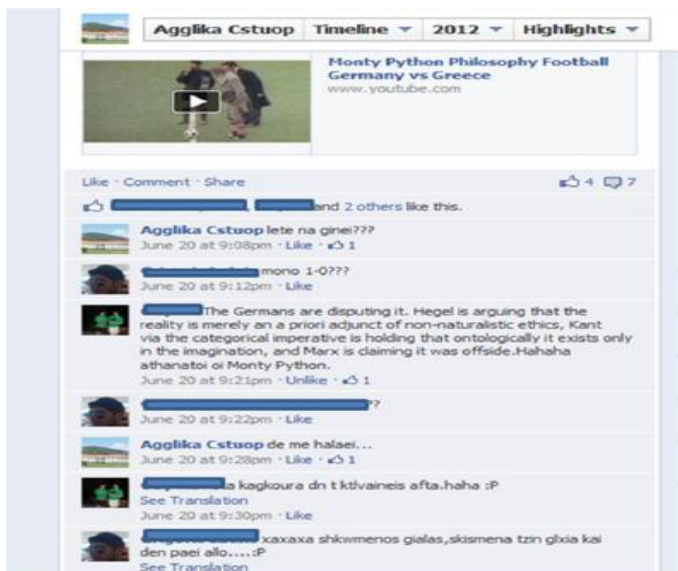 Agglika Cstuop Timeline 2012 Highlights
Monty Python Philosophy Football
Germany vs Greece
www.youtube.com
Like · Comment · Share 4 7
, and 2 others like this.
Agglika Cstuop lete na ginei???
June 20 at 9:08pm · Like · 1
mono 1-0???
June 20 at 9:12pm · Like
The Germans are disputing it. Hegel is arguing that the
reality is merely an a priori adjunct of non-naturalistic ethics, Kant
via the categorical imperative is holding that ontologically it exists only
in the imagination, and Marx is claiming it was offside.Hahaha
athanatoi oi Monty Python.
June 20 at 9:21pm · Unlike · 1
??
June 20 at 9:22pm · Like
Agglika Cstuop de me halaei...
June 20 at 9:28pm · Like · 1
a kagkoura dn t ktlvaineis afta.haha :P
See Translation
June 20 at 9:30pm · Like
xaxaxa shkwmenos gialas,skismena tzin glxia kai
den paei allo....:P
See Translation